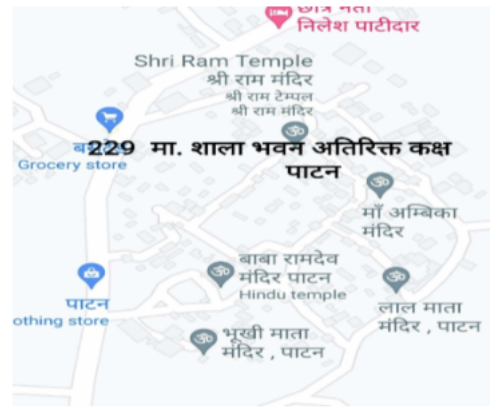 छात्र नेता
निलेश पाटीदार
Shri Ram Temple
श्री राम मंदिर
श्री राम टेम्पल
श्री राम मंदिर
229 मा. शाला भवन अतिरिक्त कक्ष
पाटन
Grocery store
माँ अम्बिका
मंदिर
बाबा रामदेव
मंदिर पाटन
Hindu temple
लाल माता
मंदिर , पाटन
पाटन
othing store
भूखी माता
मंदिर , पाटन